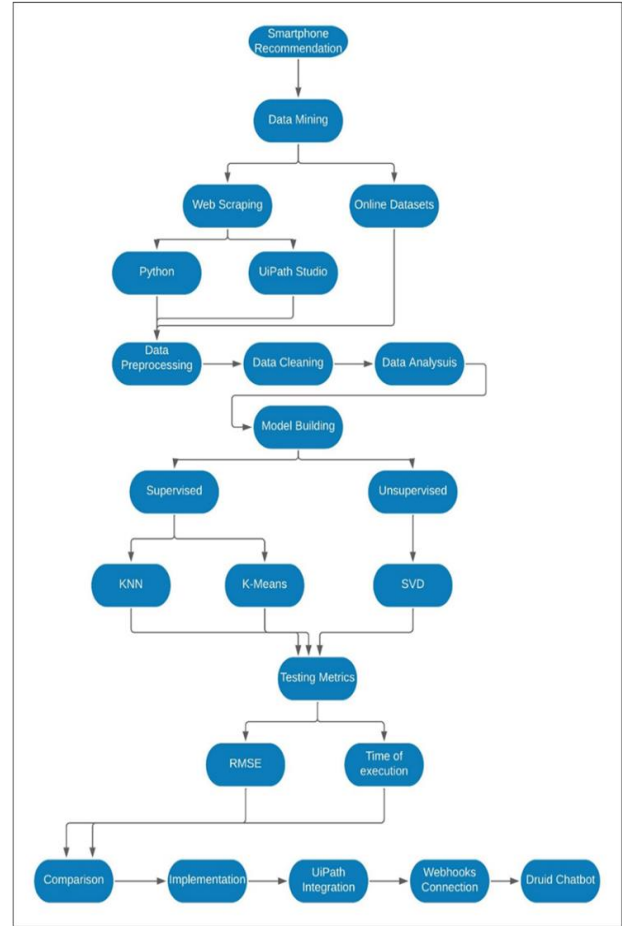 Smartphone
Recommendation
Data Mining
Web Scraping
Online Datasets
Python
UiPath Studio
Data
Preprocessing
Data Cleaning
Data Analysuis
Model Building
Supervised
Unsupervised
KNN
K-Means
SVD
Testing Metrics
RMSE
Time of
execution
Comparison
Implementation
UiPath
Integration
Webhooks
Connection
Druid Chatbot